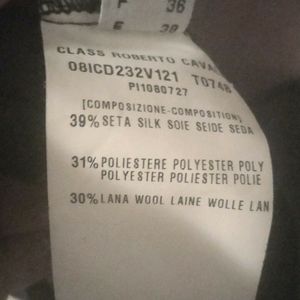 F 36
F 38
CLASS ROBERTO CAVA
08ICD232V121 T0748
PI1080727
[COMPOSIZIONE-COMPOSITION]
39% SETA SILK SOIE SEIDE SEDA
31% POLIESTERE POLYESTER POLY
POLYESTER POLIESTER POLIE
30% LANA WOOL LAINE WOLLE LAN